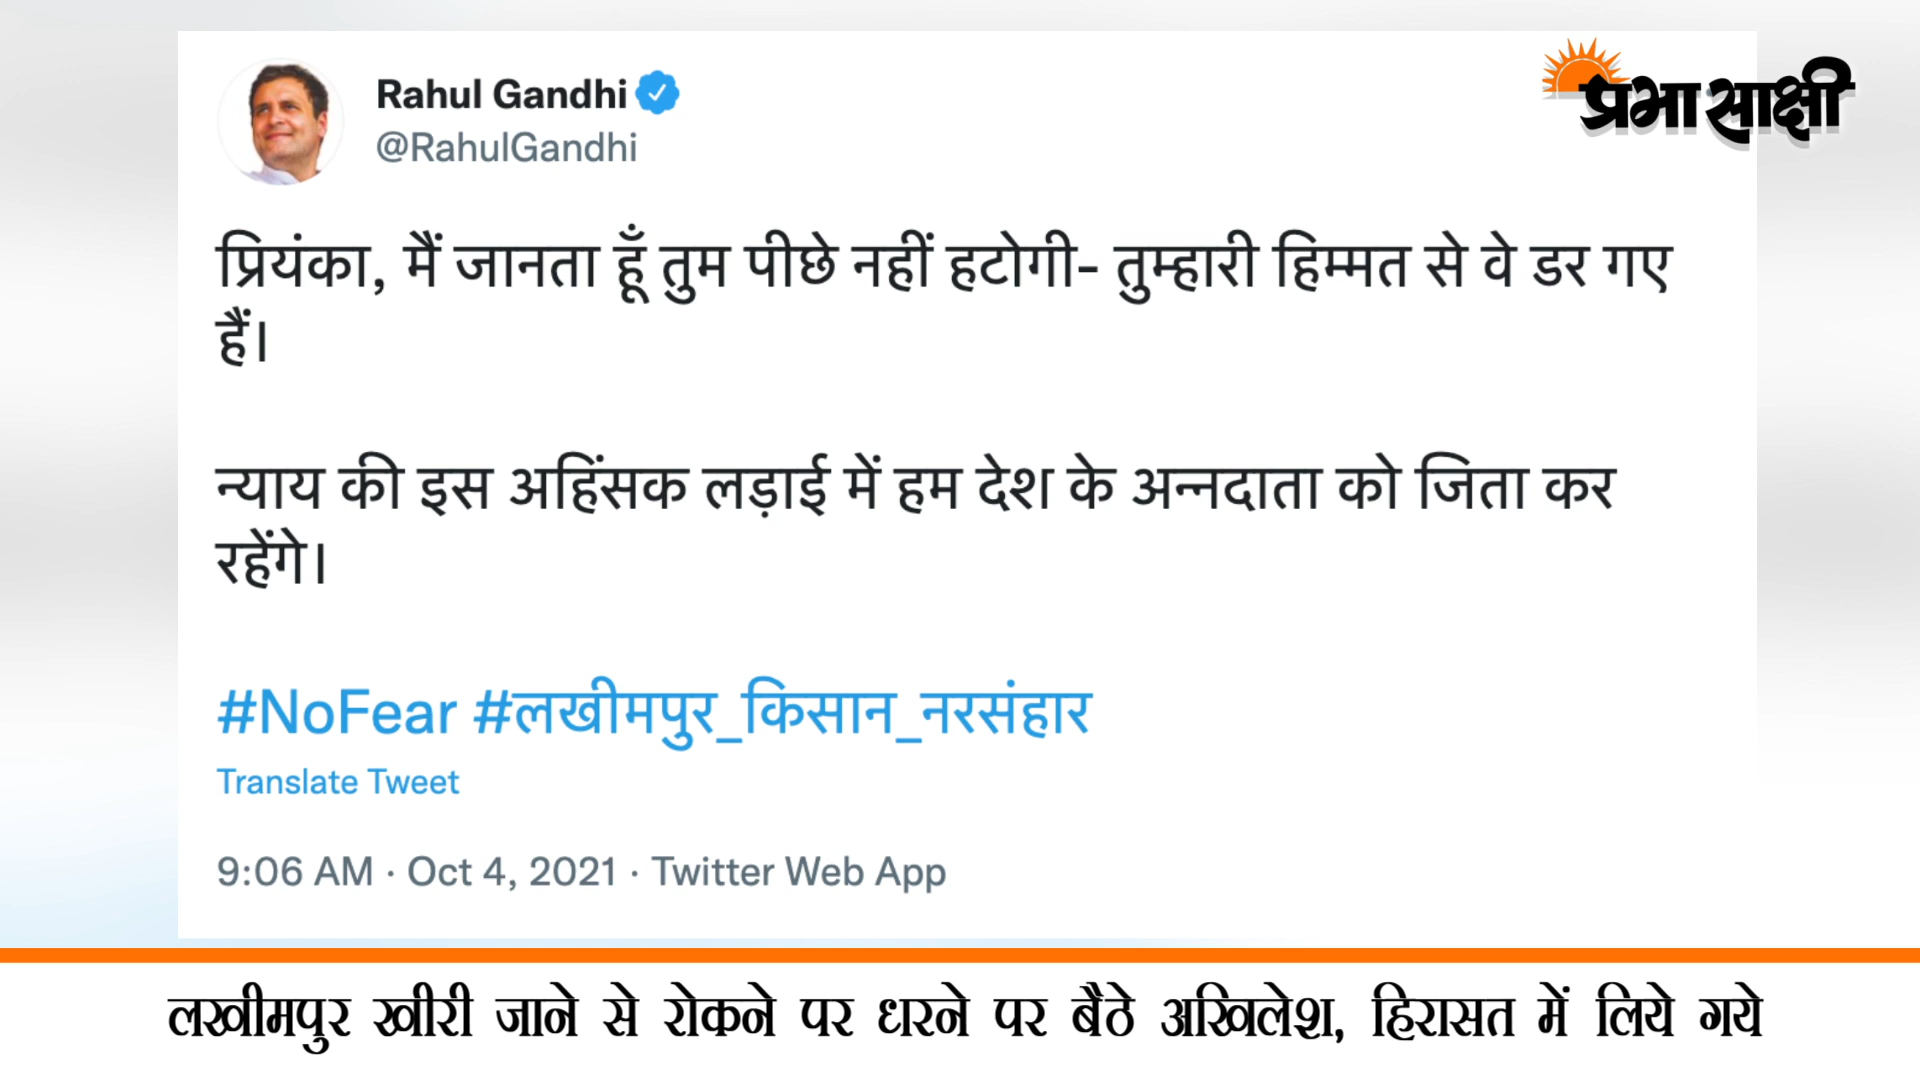 Rahul Gandhi
@RahulGandhi
प्रभासाक्षी
प्रियंका, मैं जानता हूँ तुम पीछे नहीं हटोगी- तुम्हारी हिम्मत से वे डर गए
हैं।
न्याय की इस अहिंसक लड़ाई में हम देश के अन्नदाता को जिता कर
रहेंगे।
#NoFear #लखीमपुर_किसान_नरसंहार
Translate Tweet
9:06 AM · Oct 4, 2021 · Twitter Web App
लखीमपुर खीरी जाने से रोकने पर धरने पर बैठे अखिलेश, हिरासत में लिये गये